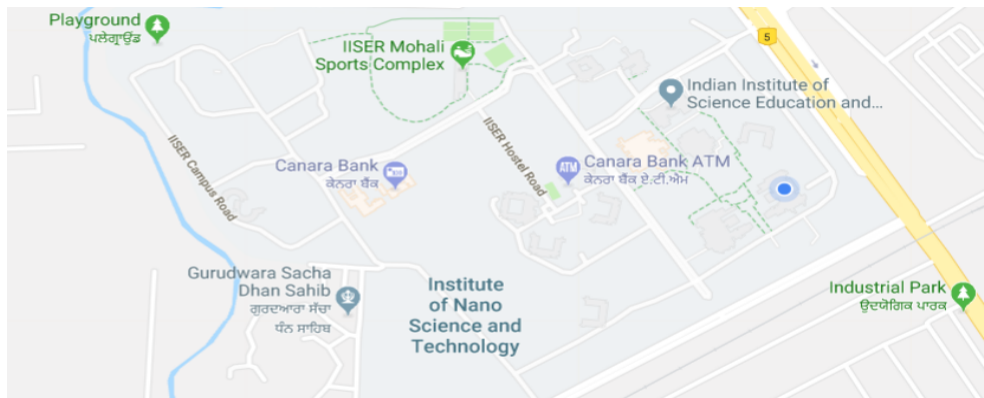 Playground
ਪਲੇਗ੍ਰਾਊਂਡ
IISER Mohali
Sports Complex
5
Indian Institute of
Science Education and...
IISER Campus Road
IISER Hostel Road
Canara Bank
ਕੇਨਰਾ ਬੈਂਕ
ATM
Canara Bank ATM
ਕੇਨਰਾ ਬੈਂਕ ਏ.ਟੀ.ਐਮ
Gurudwara Sacha
Dhan Sahib
ਗੁਰਦਆਰਾ ਸੱਚਾ
ਧੰਨ ਸਾਹਿਬ
Institute
of Nano
Science and
Technology
Industrial Park
ਉਦਯੋਗਿਕ ਪਾਰਕ